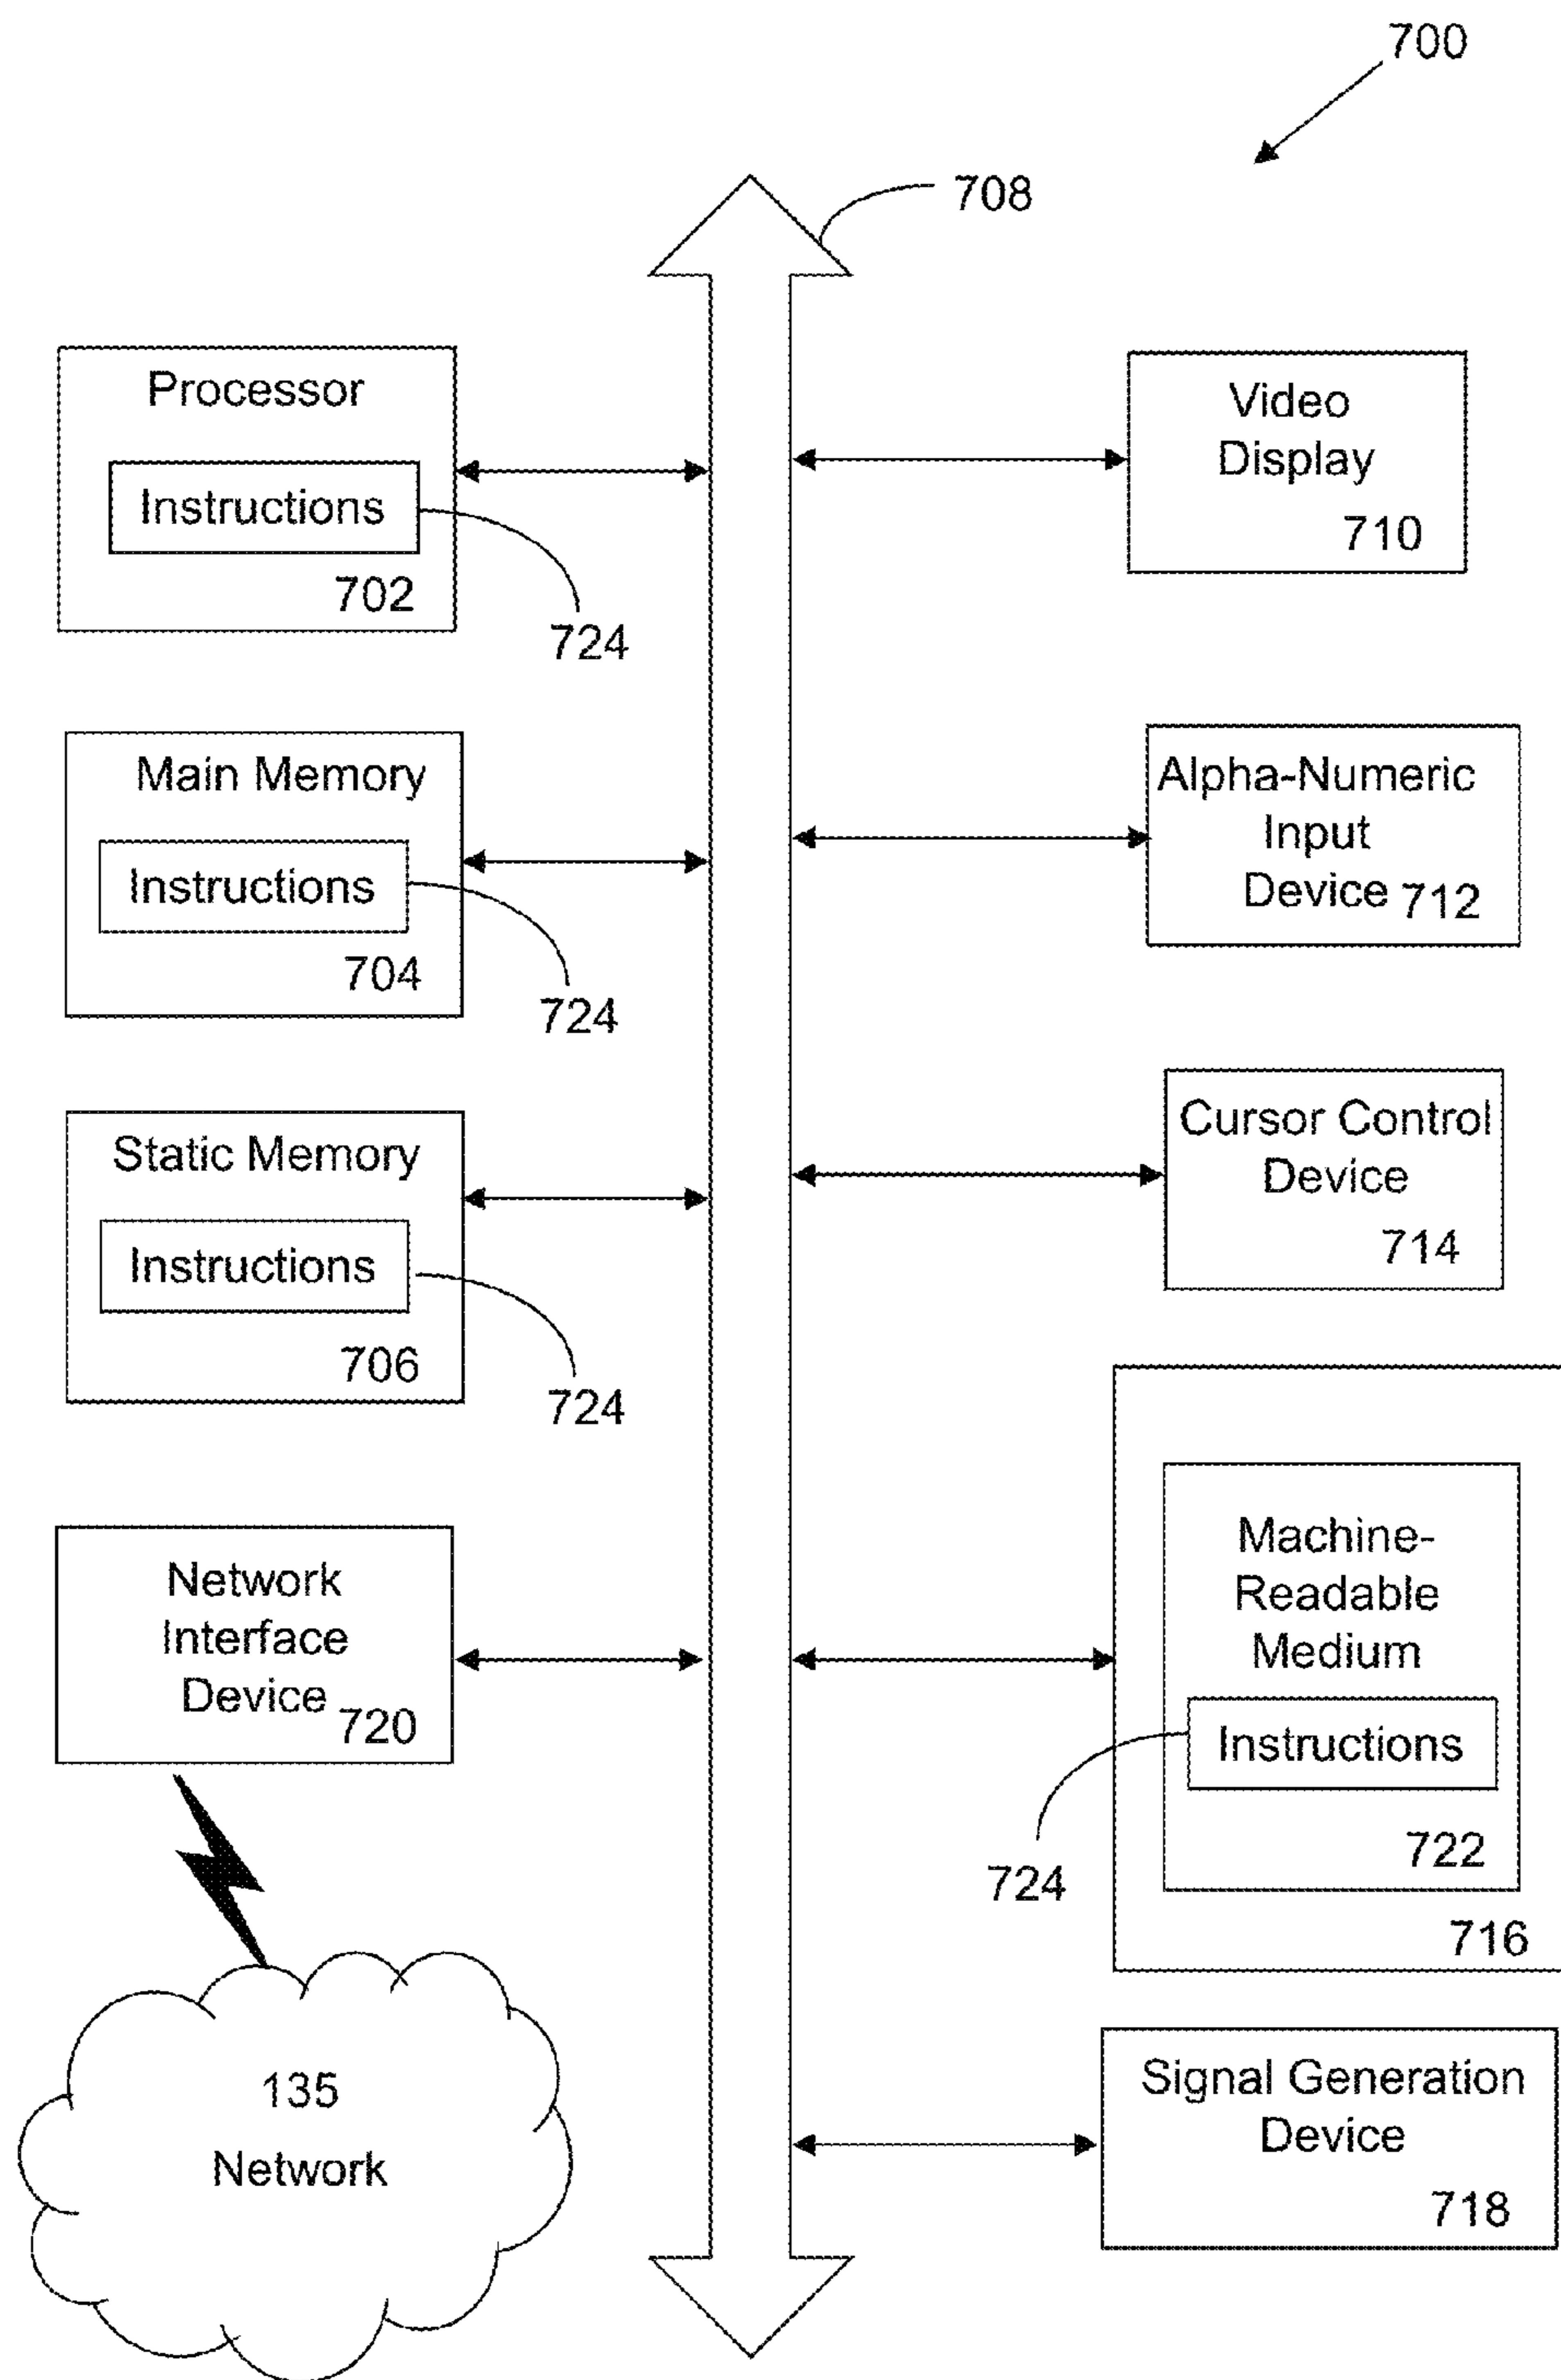 700
708
Processor
Instructions
702
724
Main Memory
Instructions
704
724
Static Memory
Instructions
706
724
Network
Interface
Device
720
135
Network
Video
Display
710
Alpha-Numeric
Input
Device
712
Cursor Control
Device
714
Machine-
Readable
Medium
Instructions
722
724
716
Signal Generation
Device
718